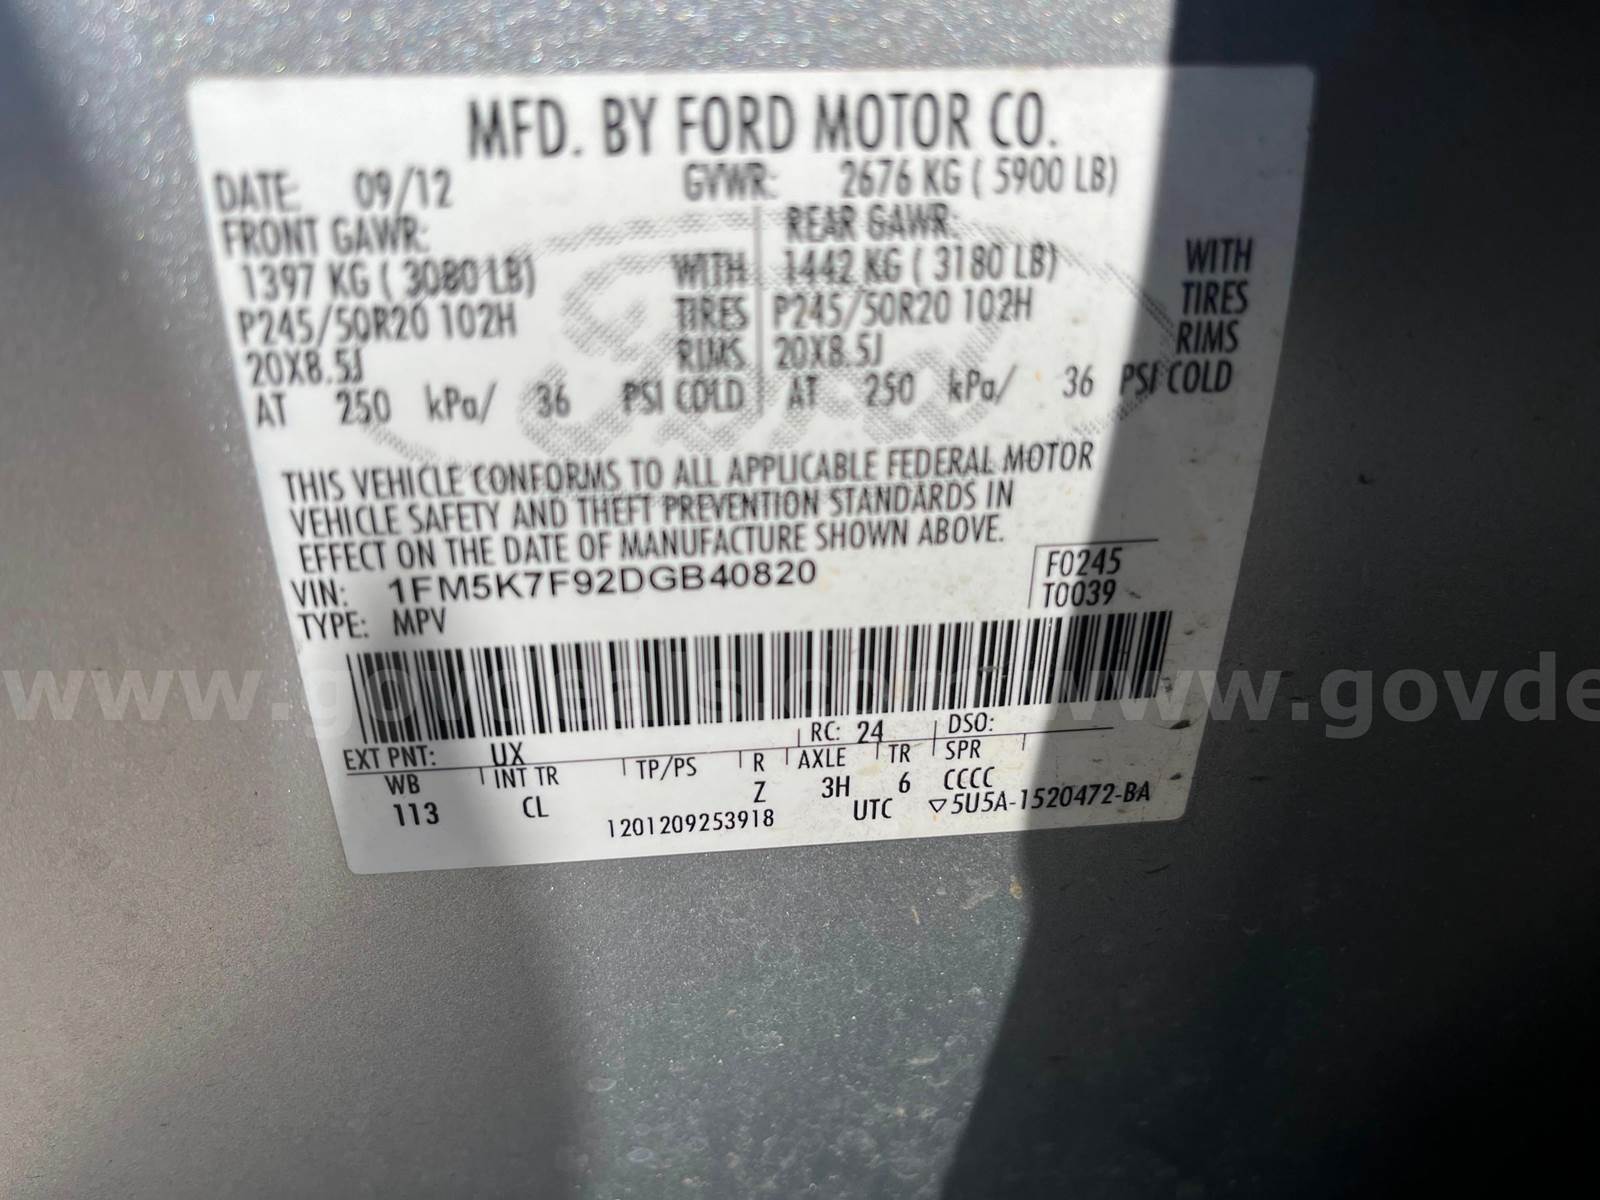 MFD. BY FORD MOTOR CO.
DATE: 09/12 GVWR: 2676 KG ( 5900 LB)
FRONT GAWR: REAR GAWR:
1397 KG ( 3080 LB) WITH 1442 KG ( 3180 LB) WITH
P245/50R20 102H TIRES P245/50R20 102H TIRES
20X8.5J RIMS 20X8.5J RIMS
AT 250 kPa/ 36 PSI COLD AT 250 kPa/ 36 PSI COLD
THIS VEHICLE CONFORMS TO ALL APPLICABLE FEDERAL MOTOR
VEHICLE SAFETY AND THEFT PREVENTION STANDARDS IN
EFFECT ON THE DATE OF MANUFACTURE SHOWN ABOVE.
VIN: 1FM5K7F92DGB40820 F0245
TYPE: MPV T0039
www.govdeals.com www.govde
EXT PNT: UX RC: 24 DSO:
WB INT TR TP/PS R AXLE TR SPR
113 CL Z 3H 6 CCCC
1201209253918 UTC ▽5U5A-1520472-BA